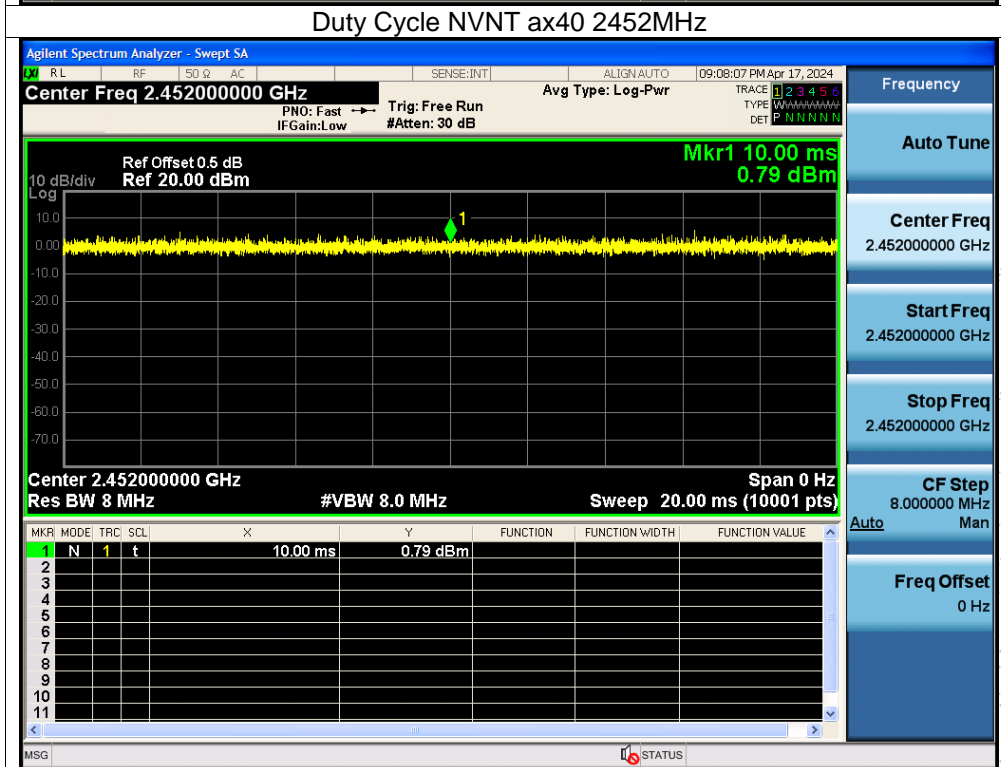 Duty Cycle NVNT ax40 2452MHz
Agilent Spectrum Analyzer - Swept SA
LXI RL RF 50 Ω AC SENSE:INT ALIGN AUTO 09:08:07 PM Apr 17, 2024
Center Freq 2.452000000 GHz Avg Type: Log-Pwr TRACE 1 2 3 4 5 6
PNO: Fast Trig: Free Run TYPE WWWWWW
IFGain:Low #Atten: 30 dB DET P N N N N N
Mkr1 10.00 ms
Ref Offset 0.5 dB 0.79 dBm
10 dB/div Ref 20.00 dBm
Log
10.0
1
0.00
-10.0
-20.0
-30.0
-40.0
-50.0
-60.0
-70.0
Center 2.452000000 GHz Span 0 Hz
Res BW 8 MHz #VBW 8.0 MHz Sweep 20.00 ms (10001 pts)
MKR MODE TRC SCL X Y FUNCTION FUNCTION WIDTH FUNCTION VALUE
1 N 1 t 10.00 ms 0.79 dBm
2
3
4
5
6
7
8
9
10
11
MSG STATUS
Frequency
Auto Tune
Center Freq
2.452000000 GHz
Start Freq
2.452000000 GHz
Stop Freq
2.452000000 GHz
CF Step
8.000000 MHz
Auto Man
Freq Offset
0 Hz